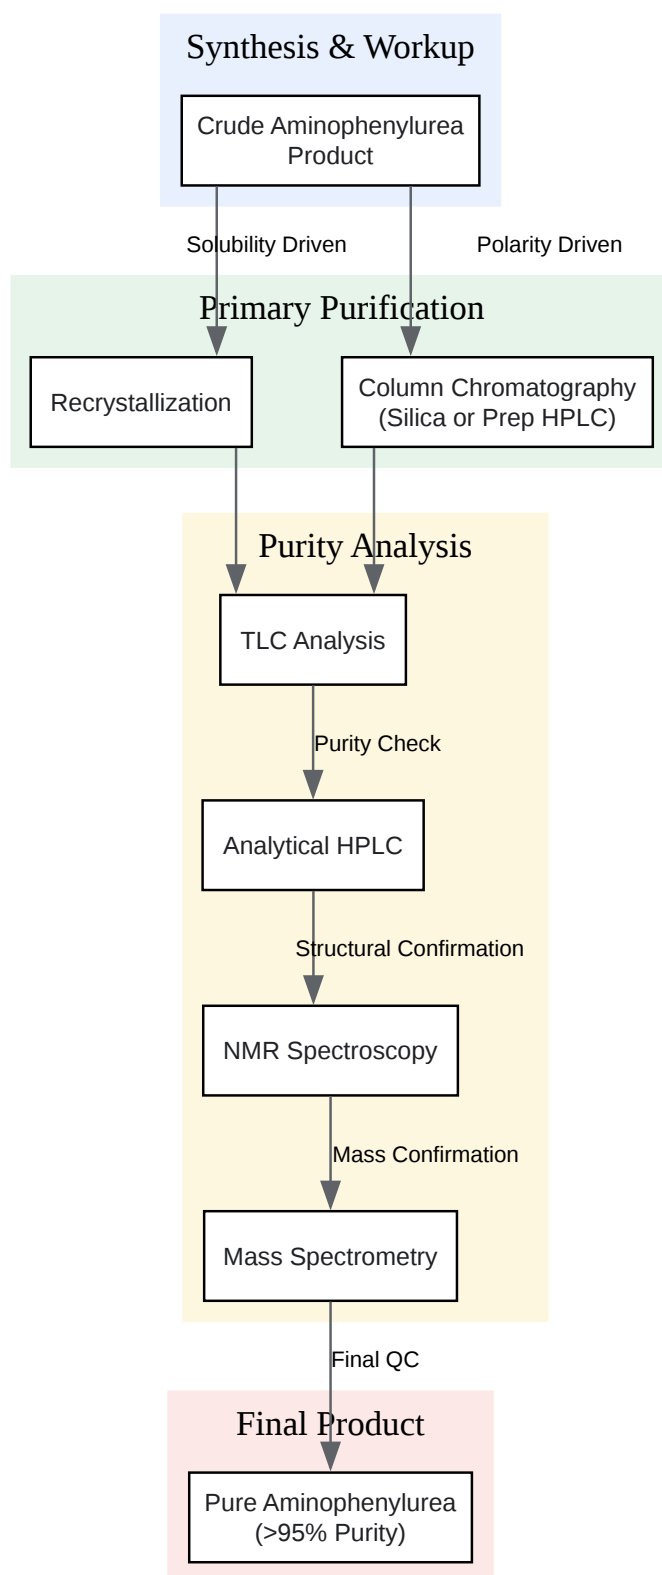 Synthesis & Workup
Crude Aminophenylurea
Product
Solubility Driven
Polarity Driven
Primary Purification
Recrystallization
Column Chromatography
(Silica or Prep HPLC)
Purity Analysis
TLC Analysis
Purity Check
Analytical HPLC
Structural Confirmation
NMR Spectroscopy
Mass Confirmation
Mass Spectrometry
Final QC
Final Product
Pure Aminophenylurea
(>95% Purity)